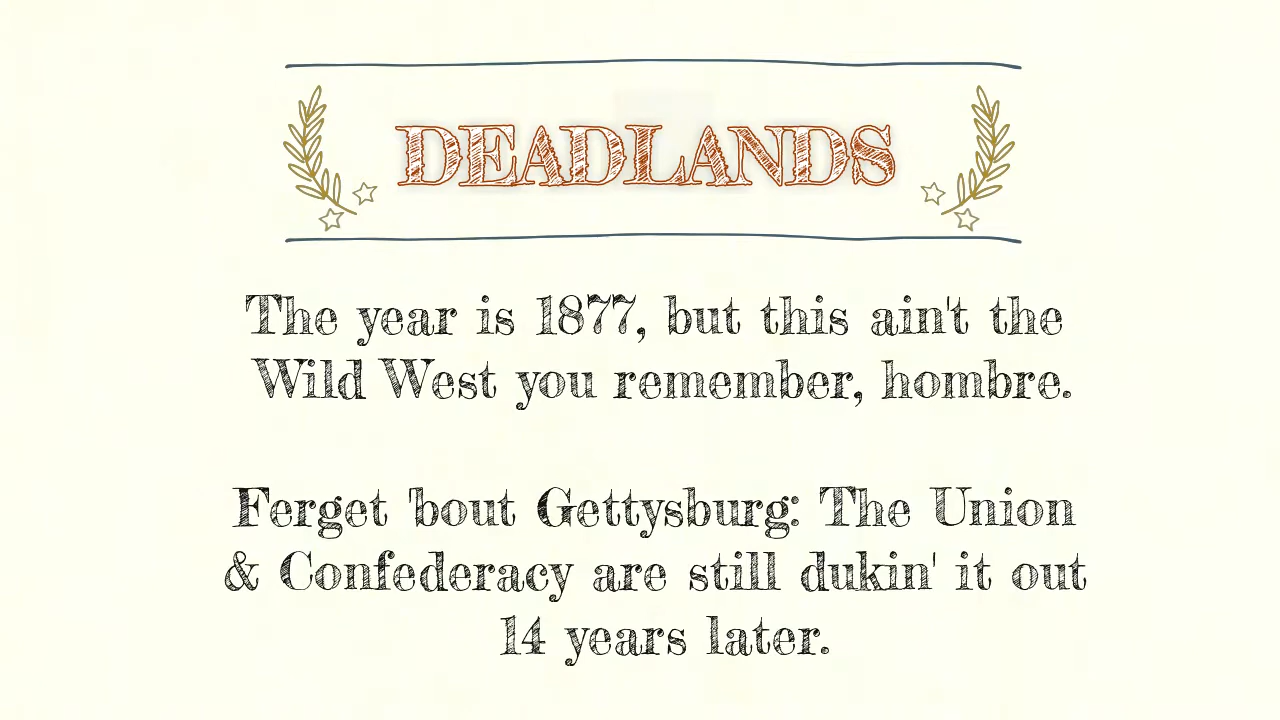 DEADLANDS
The year is 1877, but this ain't the
Wild West you remember, hombre.
Ferget 'bout Gettysburg: The Union
& Confederacy are still dukin' it out
14 years later.